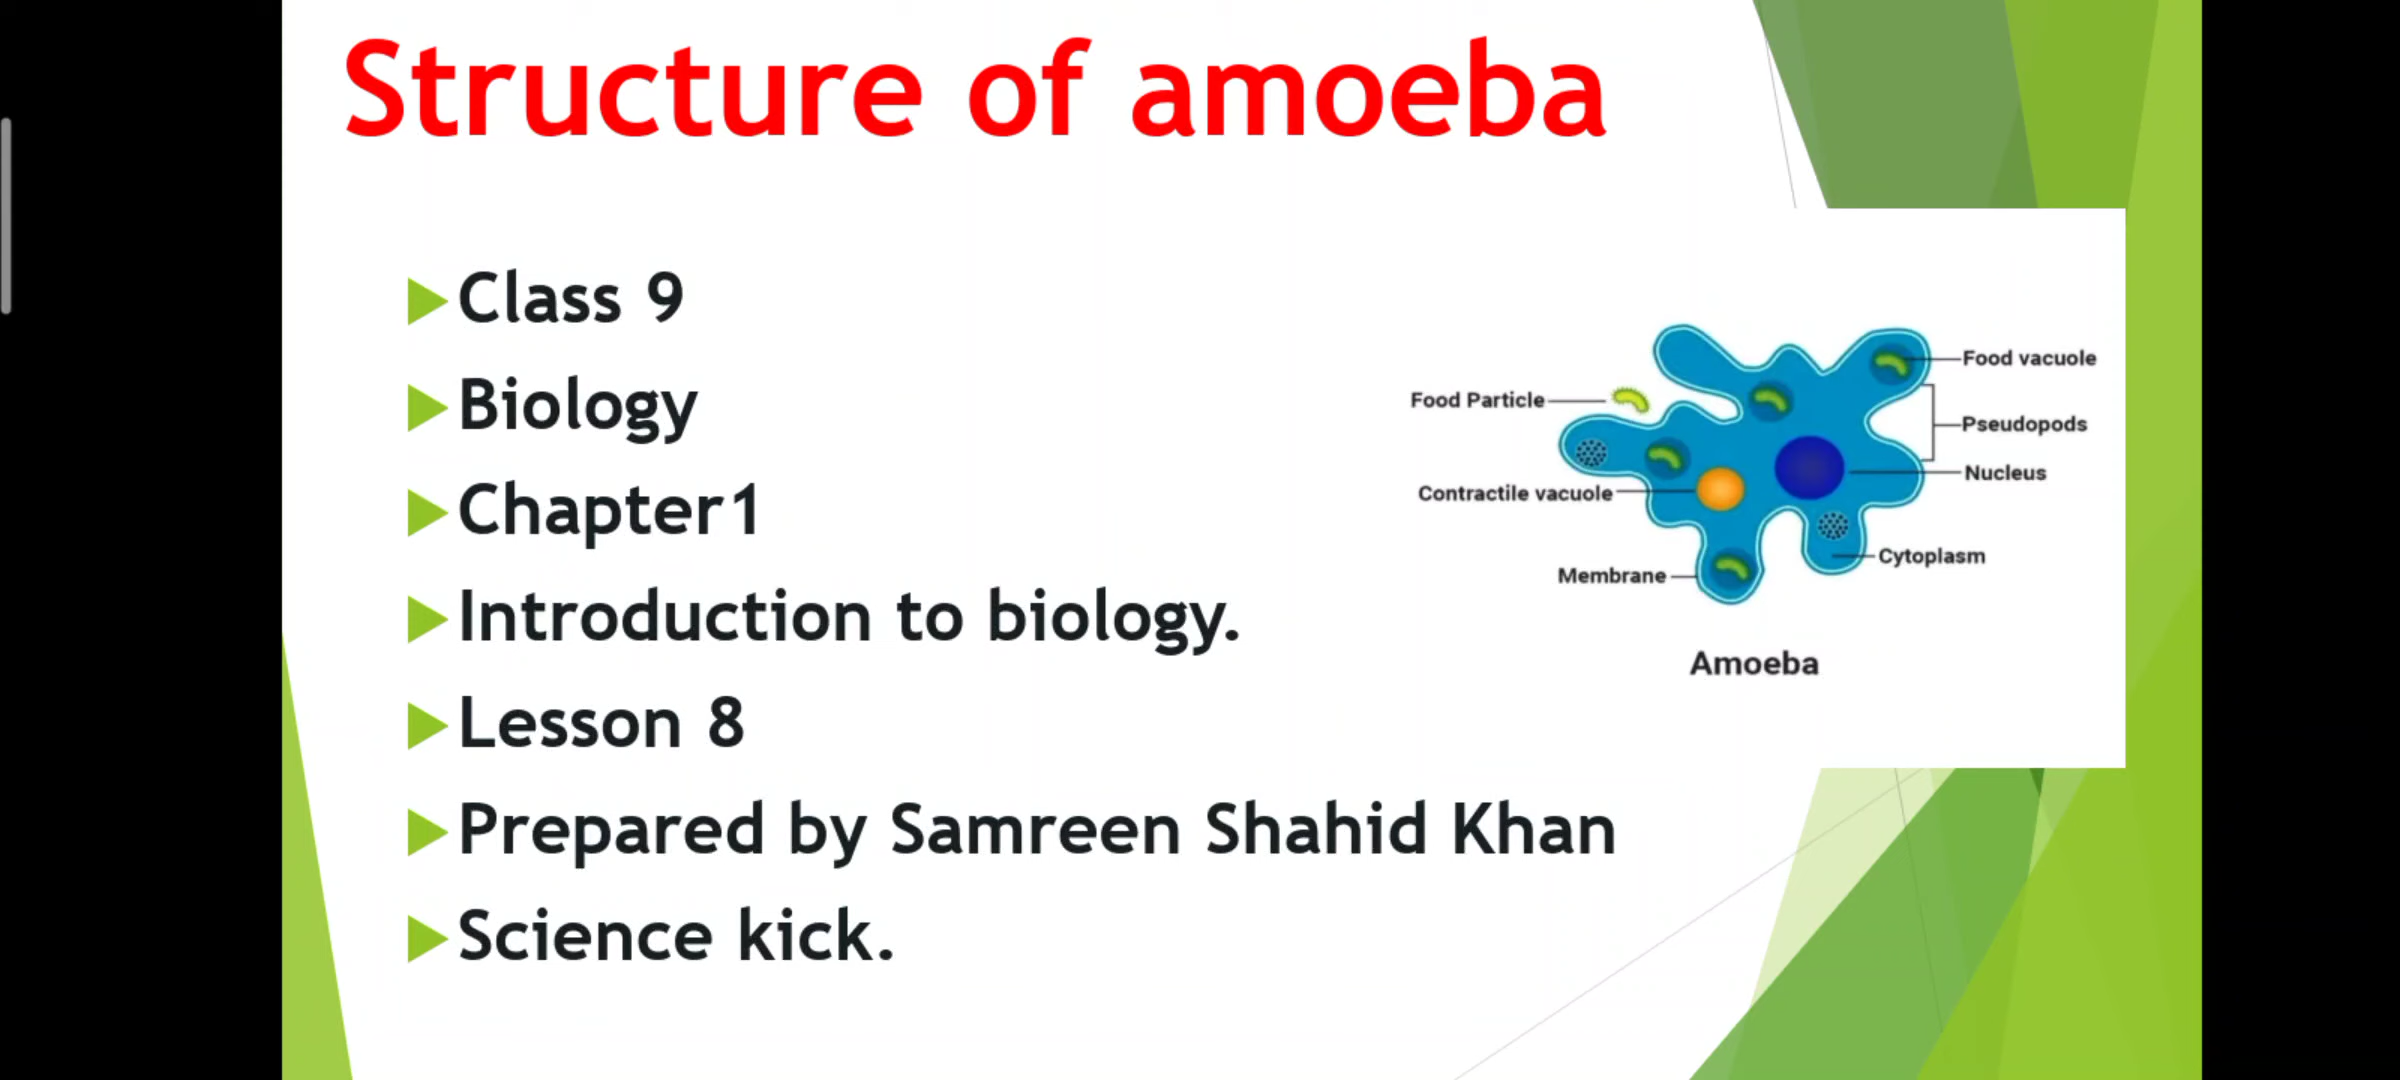 Structure of amoeba
Class 9
Biology
Chapter1
Introduction to biology.
Lesson 8
Prepared by Samreen Shahid Khan
Science kick.
Food vacuole
Food Particle
Pseudopods
Nucleus
Contractile vacuole
Cytoplasm
Membrane
Amoeba